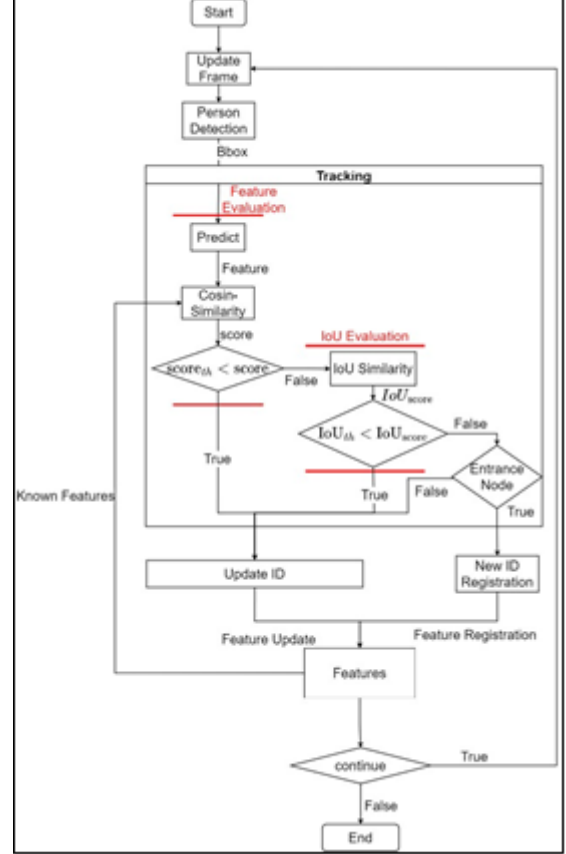 Start
Update
Frame
Person
Detection
Bbox
Tracking
Feature
Evaluation
Predict
Feature
Cosin-
Similarity
score
IoU Evaluation
score_th < score
False
IoU Similarity
IoU_score
IoU_th < IoU_score
False
True
True
False
Entrance
Node
True
Known Features
Update ID
New ID
Registration
Feature Update
Feature Registration
Features
continue
True
False
End